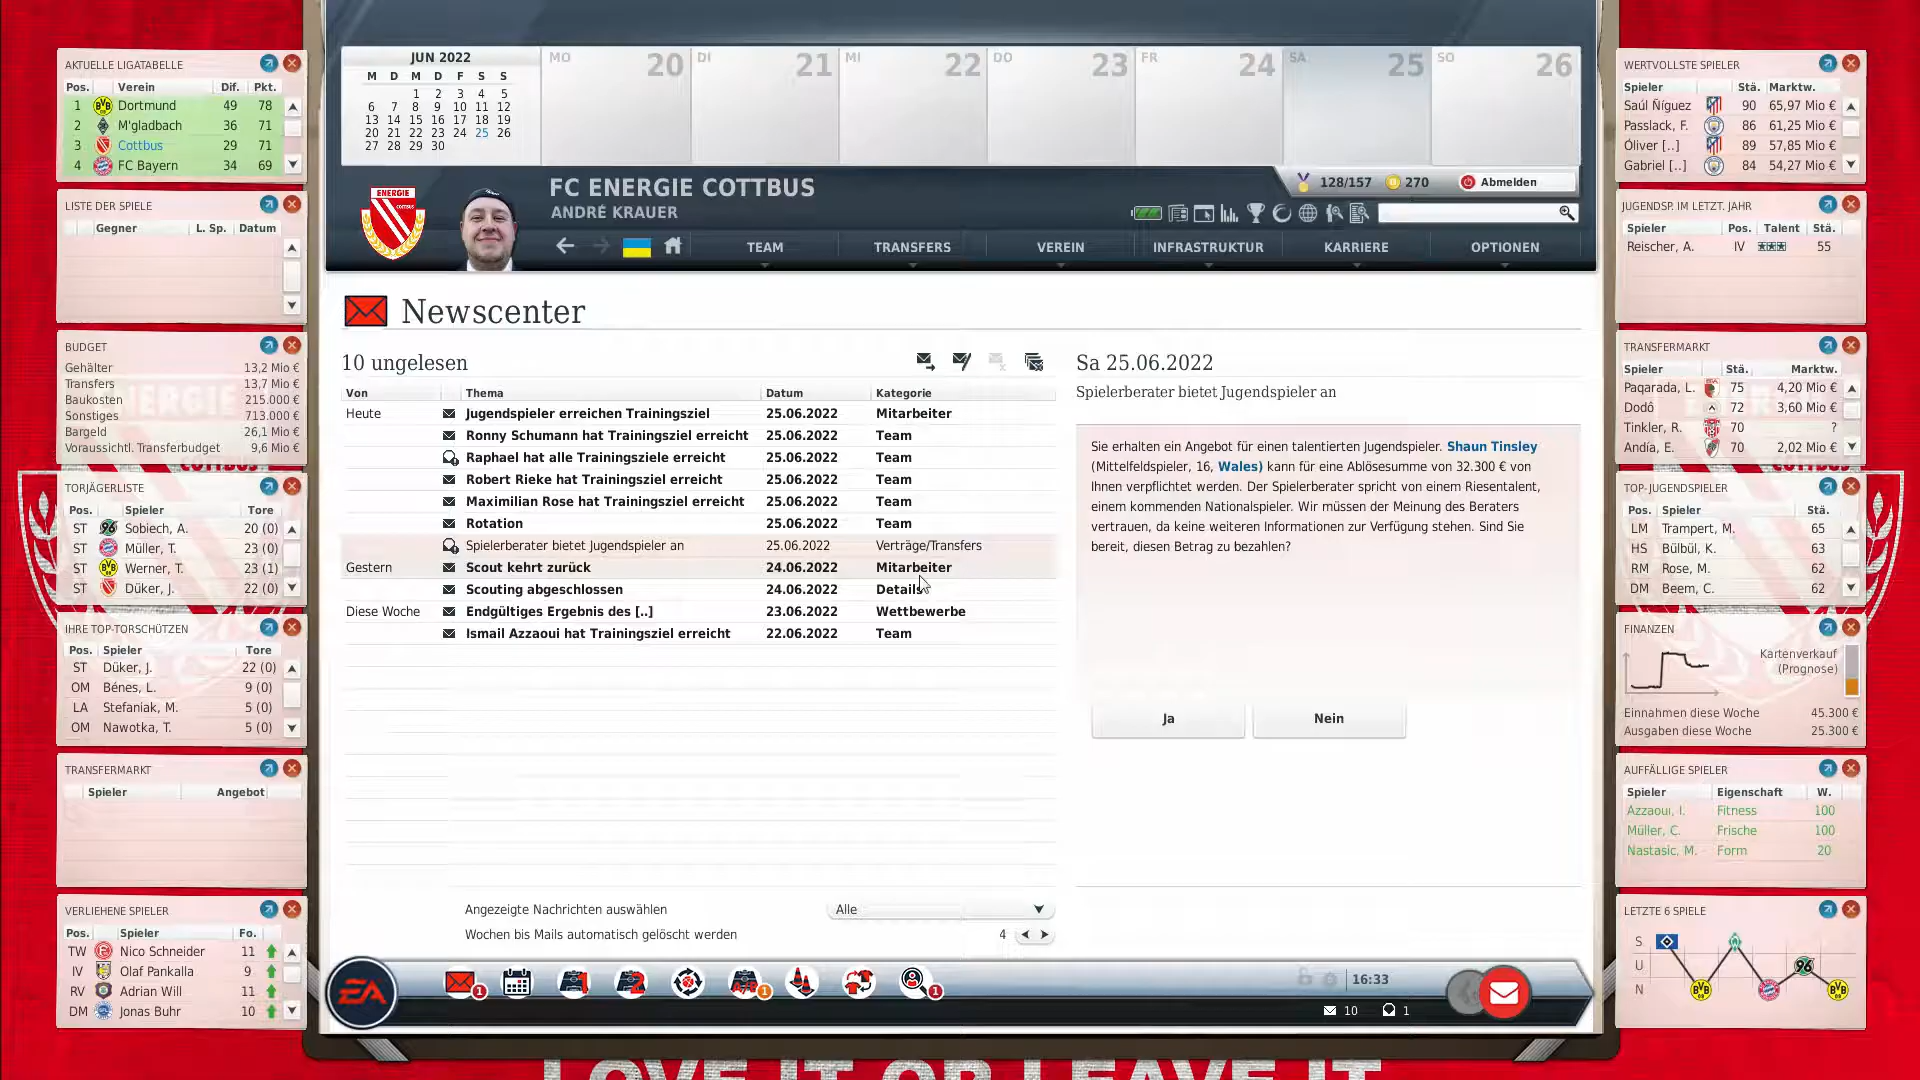 AKTUELLE LIGATABELLE
Pos. Verein Dif. Pkt.
1 Dortmund 49 78
2 M'gladbach 36 71
3 Cottbus 29 71
4 FC Bayern 34 69
LISTE DER SPIELE
Gegner L. Sp. Datum
BUDGET
Gehälter 13,2 Mio €
Transfers 13,7 Mio €
Baukosten 215.000 €
Sonstiges 713.000 €
Bargeld 26,1 Mio €
Voraussichtl. Transferbudget 9,6 Mio €
TORJÄGERLISTE
Pos. Spieler Tore
ST Sobiech, A. 20 (0)
ST Müller, T. 23 (0)
ST Werner, T. 23 (1)
ST Düker, J. 22 (0)
IHRE TOP-TORSCHÜTZEN
Pos. Spieler Tore
ST Düker, J. 22 (0)
OM Bénes, L. 9 (0)
LA Stefaniak, M. 5 (0)
OM Nawotka, T. 5 (0)
TRANSFERMARKT
Spieler Angebot
VERLIEHENE SPIELER
Pos. Spieler Fo.
TW Nico Schneider 11
IV Olaf Pankalla 9
RV Adrian Will 11
DM Jonas Buhr 10
JUN 2022
M D M D F S S
1 2 3 4 5
6 7 8 9 10 11 12
13 14 15 16 17 18 19
20 21 22 23 24 25 26
27 28 29 30
MO 20 DI 21 MI 22 DO 23 FR 24 SA 25 SO 26
128/157 270 Abmelden
ENERGIE
COTTBUS
FC ENERGIE COTTBUS
ANDRÉ KRAUER
TEAM TRANSFERS VEREIN INFRASTRUKTUR KARRIERE OPTIONEN
Newscenter
10 ungelesen
Von Thema Datum Kategorie
Heute Jugendspieler erreichen Trainingsziel 25.06.2022 Mitarbeiter
Ronny Schumann hat Trainingsziel erreicht 25.06.2022 Team
Raphael hat alle Trainingsziele erreicht 25.06.2022 Team
Robert Rieke hat Trainingsziel erreicht 25.06.2022 Team
Maximilian Rose hat Trainingsziel erreicht 25.06.2022 Team
Rotation 25.06.2022 Team
Spielerberater bietet Jugendspieler an 25.06.2022 Verträge/Transfers
Gestern Scout kehrt zurück 24.06.2022 Mitarbeiter
Scouting abgeschlossen 24.06.2022 Details
Diese Woche Endgültiges Ergebnis des [..] 23.06.2022 Wettbewerbe
Ismail Azzaoui hat Trainingsziel erreicht 22.06.2022 Team
Angezeigte Nachrichten auswählen Alle
Wochen bis Mails automatisch gelöscht werden 4
Sa 25.06.2022
Spielerberater bietet Jugendspieler an
Sie erhalten ein Angebot für einen talentierten Jugendspieler. Shaun Tinsley
(Mittelfeldspieler, 16, Wales) kann für eine Ablösesumme von 32.300 € von
Ihnen verpflichtet werden. Der Spielerberater spricht von einem Riesentalent,
einem kommenden Nationalspieler. Wir müssen der Meinung des Beraters
vertrauen, da keine weiteren Informationen zur Verfügung stehen. Sind Sie
bereit, diesen Betrag zu bezahlen?
Ja Nein
EA 1 1 2 A/B 1 1 16:33
10 1
LOVE IT OR LEAVE IT
WERTVOLLSTE SPIELER
Spieler Stä. Marktw.
Saúl Ñíguez 90 65,97 Mio €
Passlack, F. 86 61,25 Mio €
Óliver [..] 89 57,85 Mio €
Gabriel [..] 84 54,27 Mio €
JUGENDSP. IM LETZT. JAHR
Spieler Pos. Talent Stä.
Reischer, A. IV 55
TRANSFERMARKT
Spieler Stä. Marktw.
Paqarada, L. 75 4,20 Mio €
Dodô 72 3,60 Mio €
Tinkler, R. 70 ?
Andía, E. 70 2,02 Mio €
TOP-JUGENDSPIELER
Pos. Spieler Stä.
LM Trampert, M. 65
HS Bülbül, K. 63
RM Rose, M. 62
DM Beem, C. 62
FINANZEN
Kartenverkauf
(Prognose)
Einnahmen diese Woche 45.300 €
Ausgaben diese Woche 25.300 €
AUFFÄLLIGE SPIELER
Spieler Eigenschaft W.
Azzaoui, I. Fitness 100
Müller, C. Frische 100
Nastasic, M. Form 20
LETZTE 6 SPIELE
S
U
N